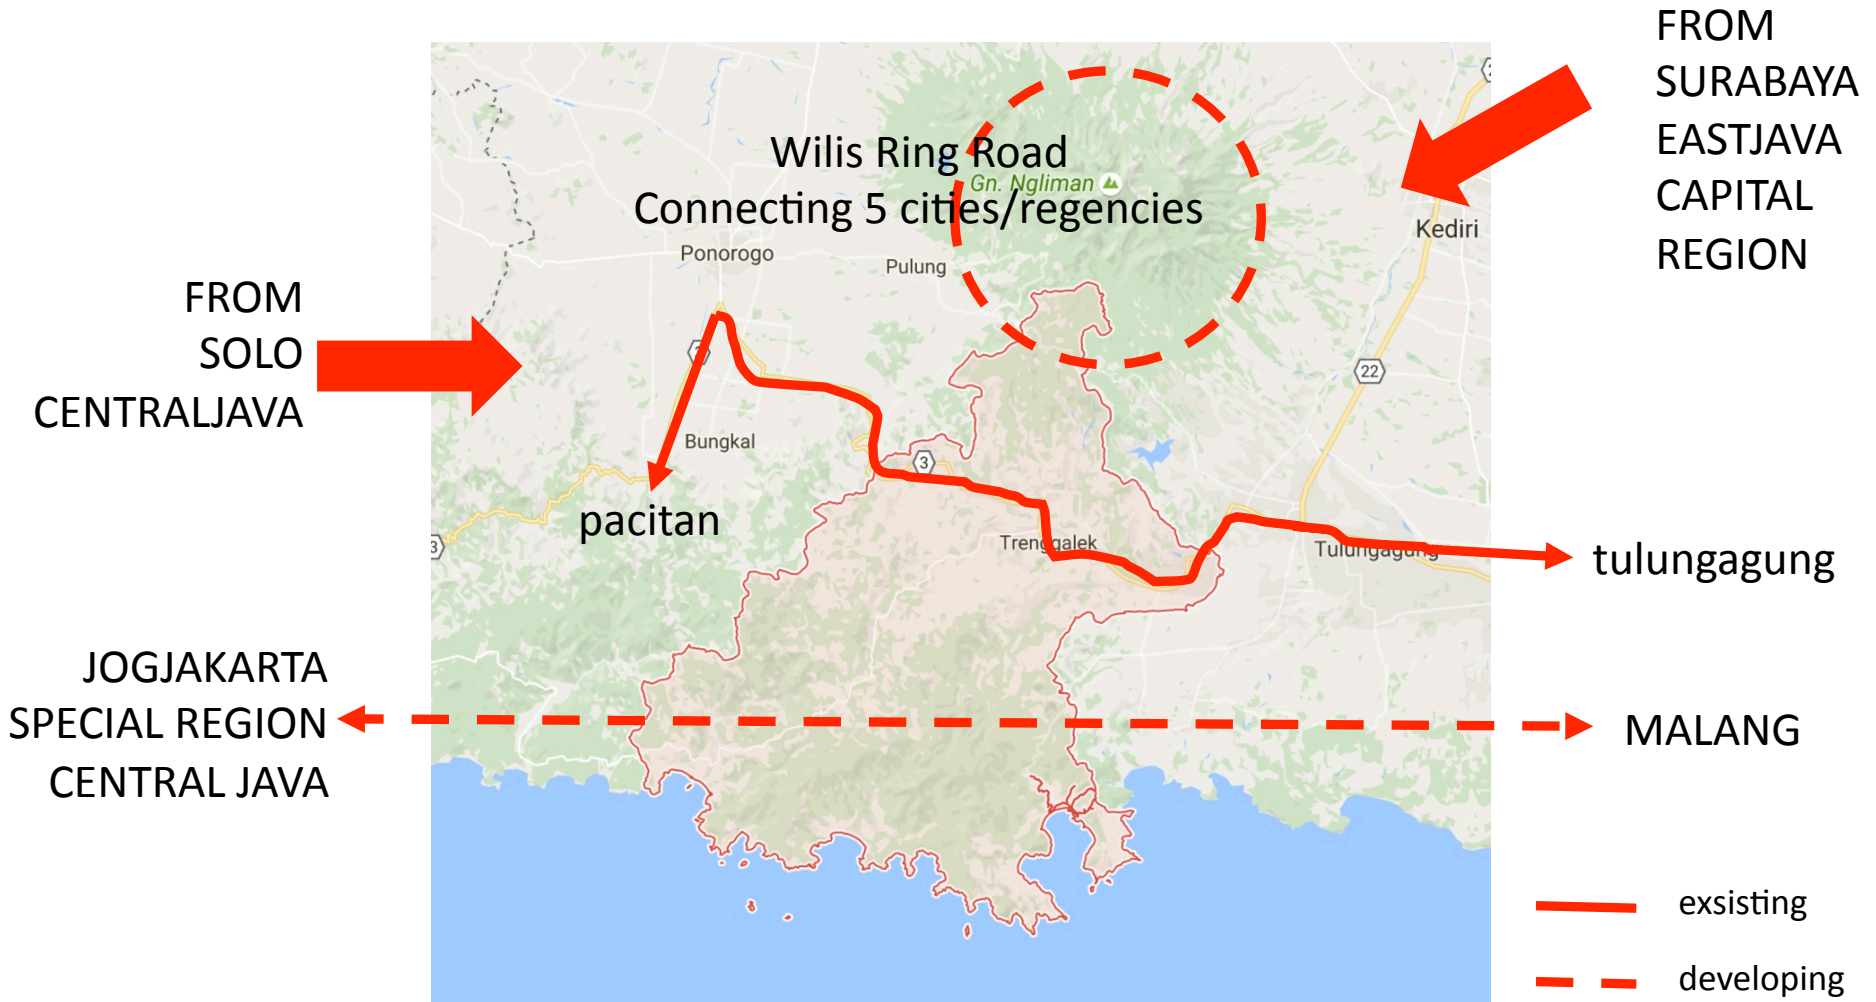 FROM
SURABAYA
EASTJAVA
CAPITAL
REGION
Wilis Ring Road
Connecting 5 cities/regencies
Gn. Ngliman
Kediri
Ponorogo
Pulung
FROM
SOLO
CENTRALJAVA
22
Bungkal
3
pacitan
3
Trenggalek
Tulungagung
tulungagung
JOGJAKARTA
SPECIAL REGION
CENTRAL JAVA
MALANG
exsisting
developing